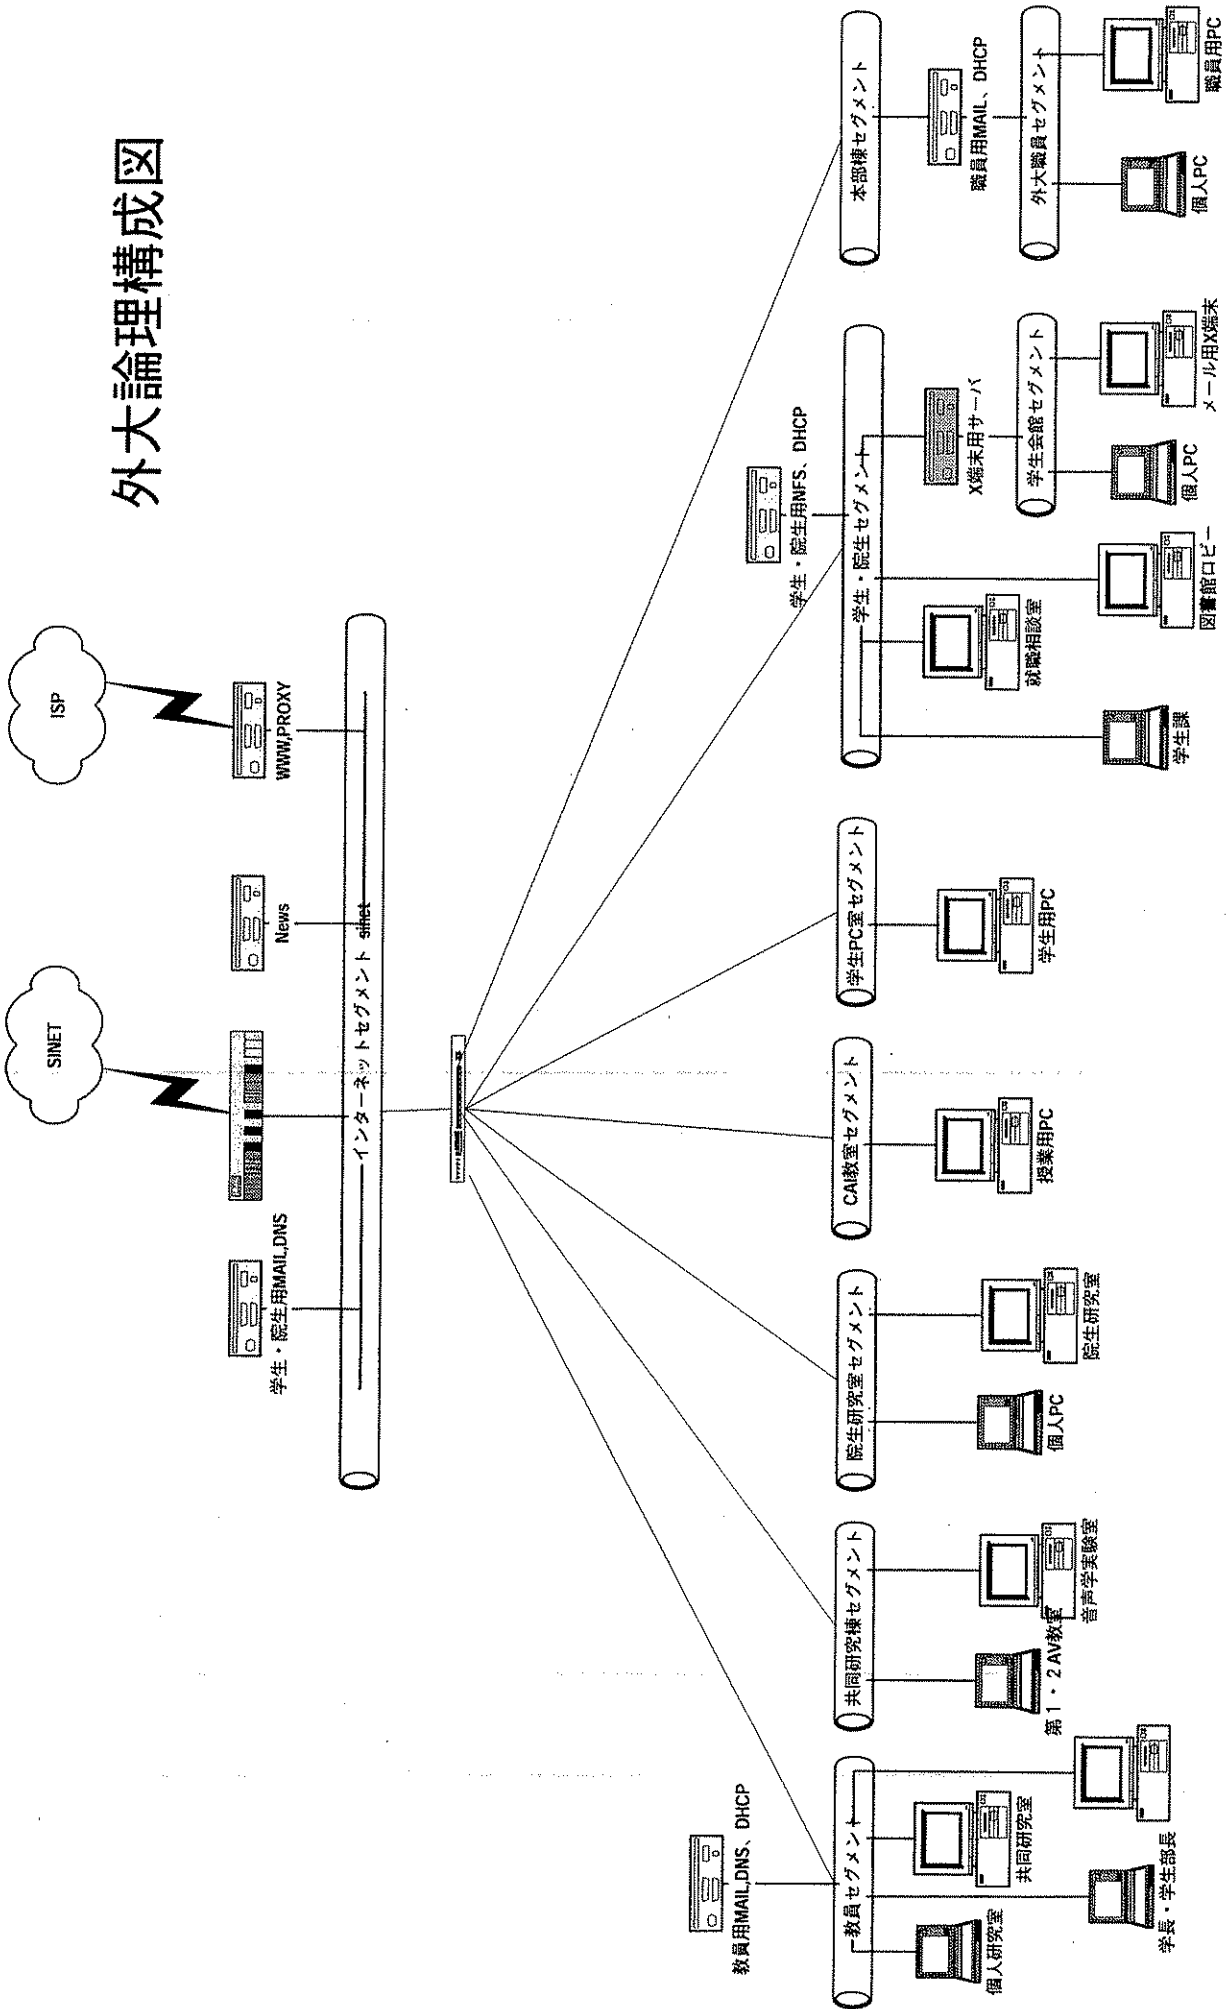 外大論理構成図
SINET
ISP
学生・院生用MAIL,DNS
News
WWW,PROXY
インターネットセグメント sinet
教員用MAIL,DNS、DHCP
学生・院生用NFS、DHCP
教員セグメント
共同研究棟セグメント
院生研究室セグメント
CAI教室セグメント
学生PC室セグメント
学生・院生セグメント
本部棟セグメント
個人研究室
共同研究室
学長・学生部長
第1・2AV教室
音声学実験室
個人PC
院生研究室
授業用PC
学生用PC
就職相談室
学生課
図書館ロビー
X端末用サーバ
学生会館セグメント
個人PC
メール用X端末
職員用MAIL、DHCP
外大職員セグメント
個人PC
職員用PC